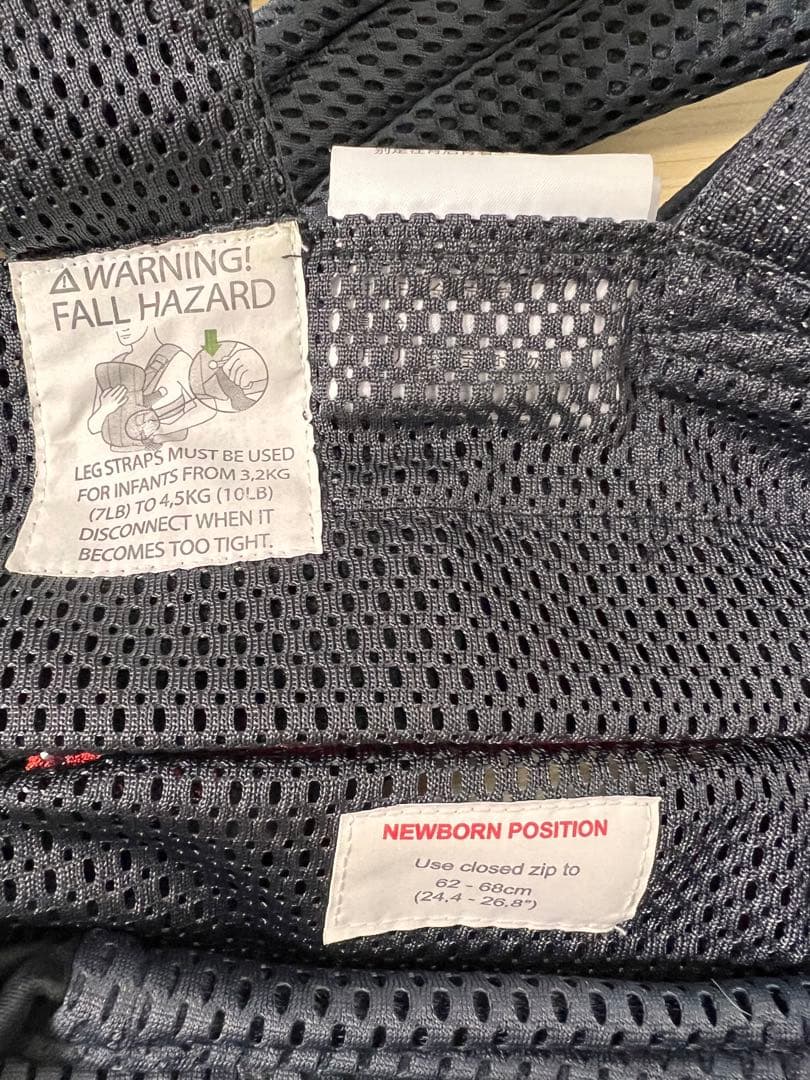 WARNING!
FALL HAZARD
LEG STRAPS MUST BE USED
FOR INFANTS FROM 3,2KG
(7LB) TO 4,5KG (10LB)
DISCONNECT WHEN IT
BECOMES TOO TIGHT.
NEWBORN POSITION
Use closed zip to
62 - 68cm
(24.4 - 26.8")